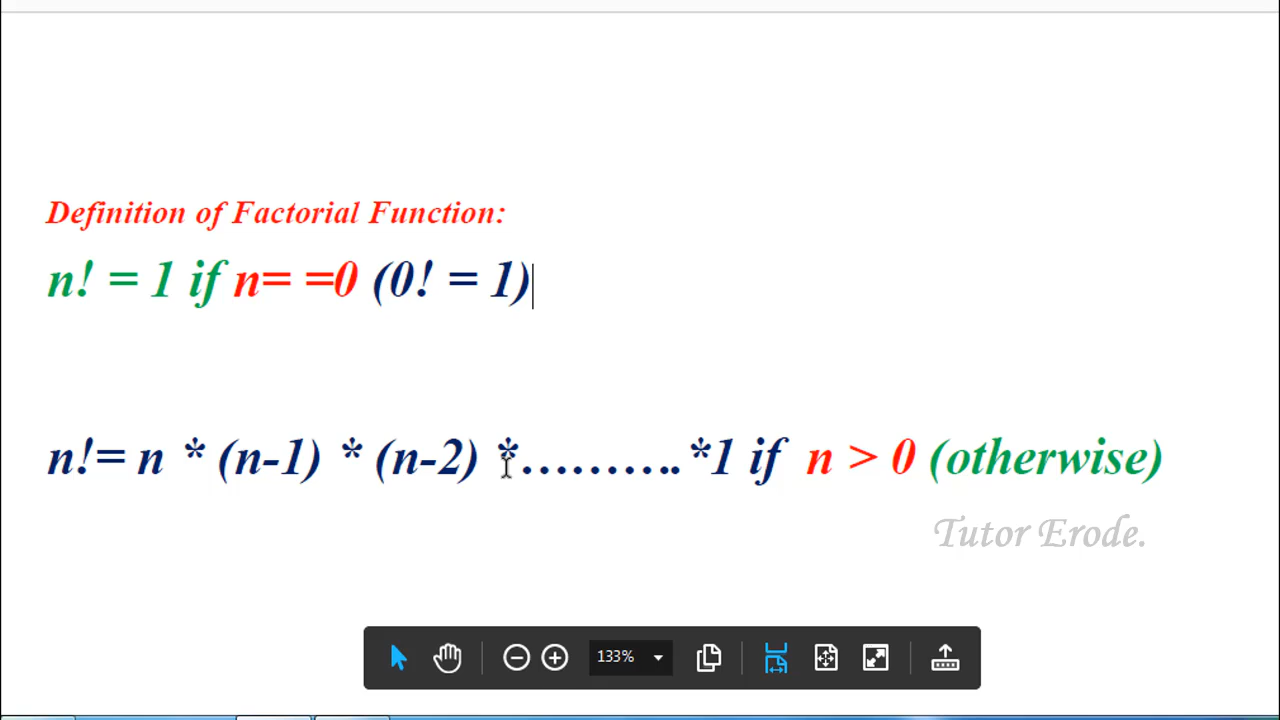 Definition of Factorial Function:
n! = 1 if n= =0 (0! = 1)
n!= n * (n-1) * (n-2) *……….*1 if n > 0 (otherwise)
Tutor Erode.
133%